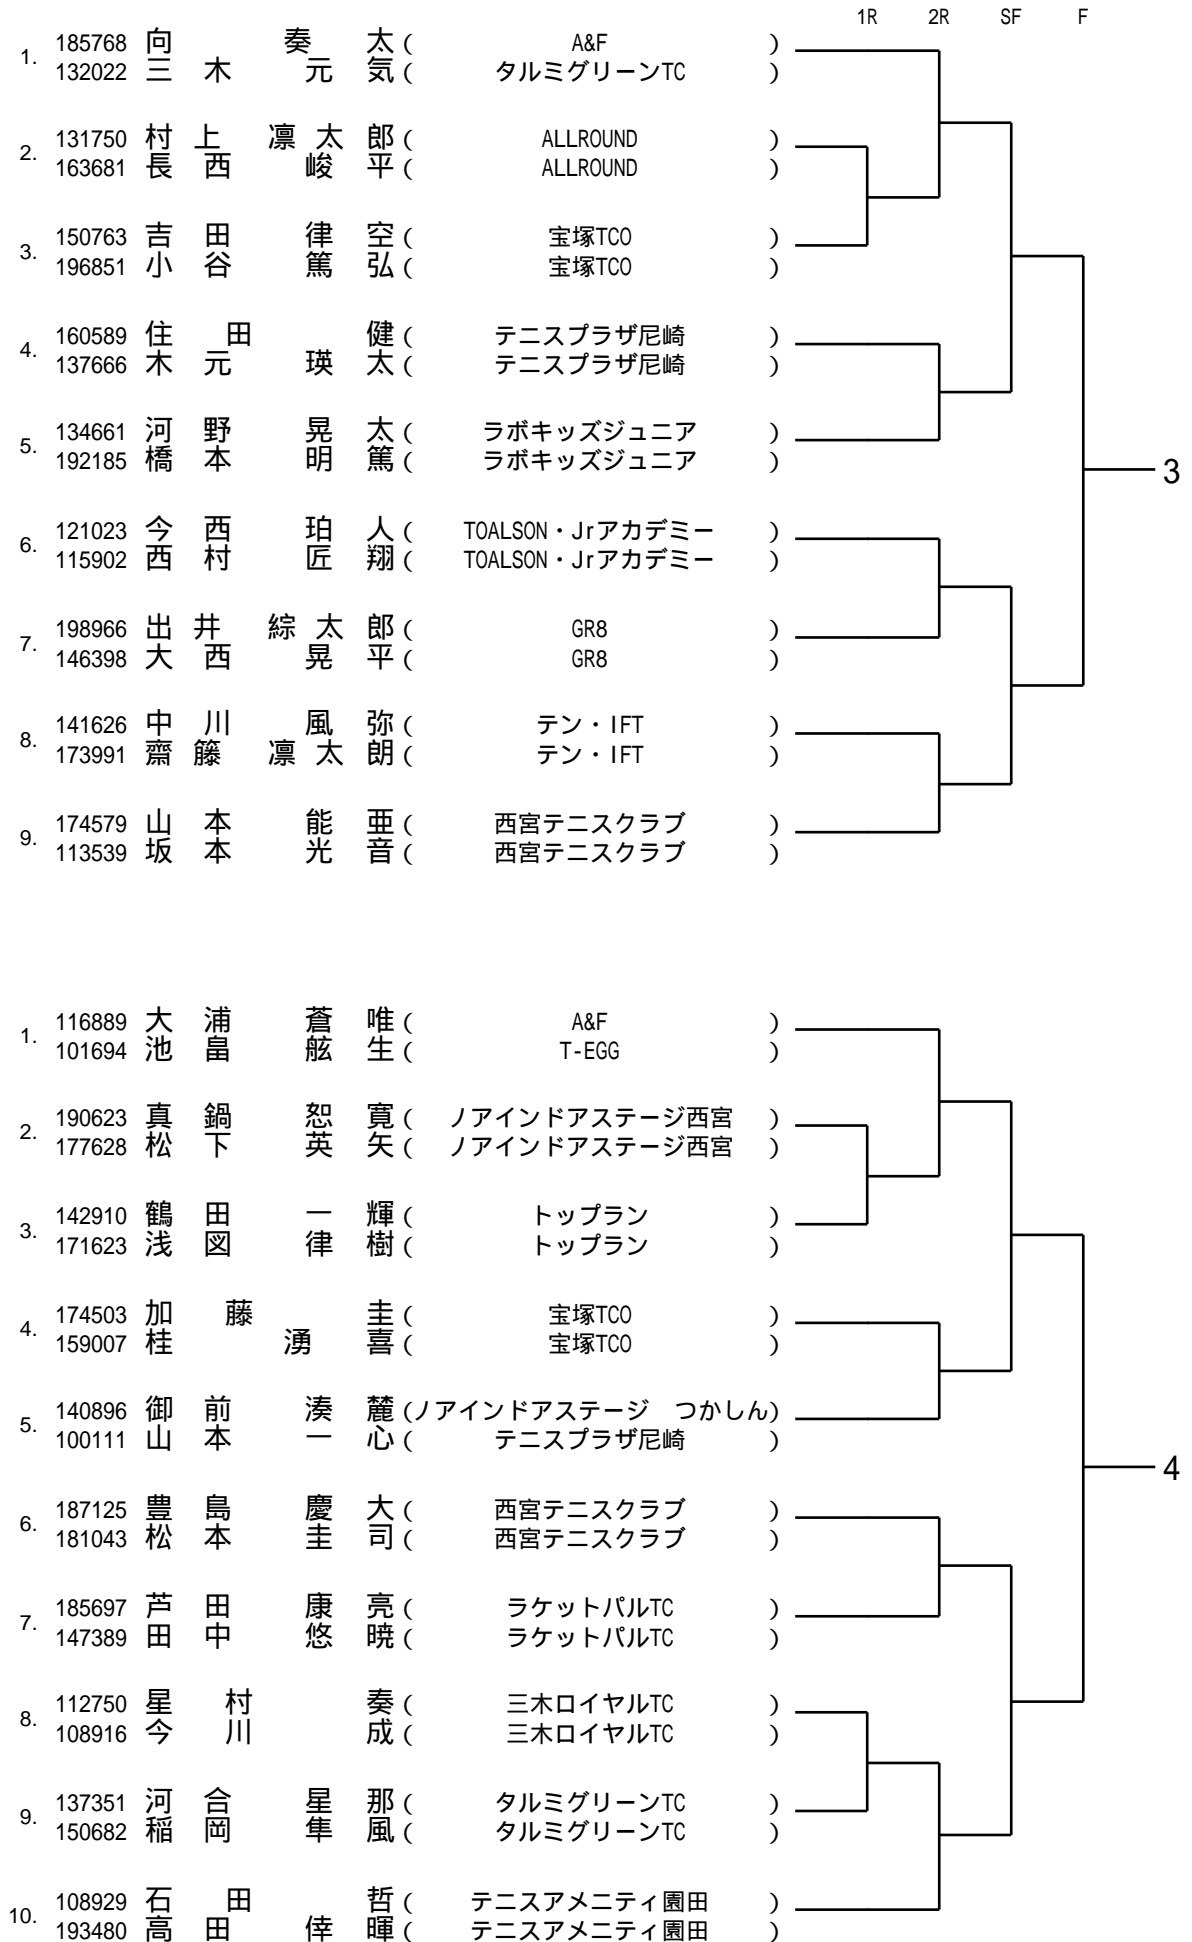 1R 2R SF F
185768 向 奏 太 ( A&F )
1.
132022 三 木 元 気 ( タルミグリーンTC )
131750 村 上 凛 太 郎 ( ALLROUND )
2.
163681 長 西 峻 平 ( ALLROUND )
150763 吉 田 律 空 ( 宝塚TCO )
3.
196851 小 谷 篤 弘 ( 宝塚TCO )
160589 住 田 健 ( テニスプラザ尼崎 )
4.
137666 木 元 瑛 太 ( テニスプラザ尼崎 )
134661 河 野 晃 太 ( ラボキッズジュニア )
5.
192185 橋 本 明 篤 ( ラボキッズジュニア )
3
121023 今 西 珀 人 ( TOALSON・Jrアカデミー )
6.
115902 西 村 匠 翔 ( TOALSON・Jrアカデミー )
198966 出 井 綜 太 郎 ( GR8 )
7.
146398 大 西 晃 平 ( GR8 )
141626 中 川 風 弥 ( テン・IFT )
8.
173991 齋 籐 凛 太 朗 ( テン・IFT )
174579 山 本 能 亜 ( 西宮テニスクラブ )
9.
113539 坂 本 光 音 ( 西宮テニスクラブ )
116889 大 浦 蒼 唯 ( A&F )
1.
101694 池 畠 舷 生 ( T-EGG )
190623 真 鍋 恕 寛 ( ノアインドアステージ西宮 )
2.
177628 松 下 英 矢 ( ノアインドアステージ西宮 )
142910 鶴 田 一 輝 ( トップラン )
3.
171623 浅 図 律 樹 ( トップラン )
174503 加 藤 圭 ( 宝塚TCO )
4.
159007 桂 湧 喜 ( 宝塚TCO )
140896 御 前 湊 麓 (ノアインドアステージ　つかしん)
5.
100111 山 本 一 心 ( テニスプラザ尼崎 )
4
187125 豊 島 慶 大 ( 西宮テニスクラブ )
6.
181043 松 本 圭 司 ( 西宮テニスクラブ )
185697 芦 田 康 亮 ( ラケットパルTC )
7.
147389 田 中 悠 暁 ( ラケットパルTC )
112750 星 村 奏 ( 三木ロイヤルTC )
8.
108916 今 川 成 ( 三木ロイヤルTC )
137351 河 合 星 那 ( タルミグリーンTC )
9.
150682 稲 岡 隼 風 ( タルミグリーンTC )
108929 石 田 哲 ( テニスアメニティ園田 )
10.
193480 高 田 倖 暉 ( テニスアメニティ園田 )